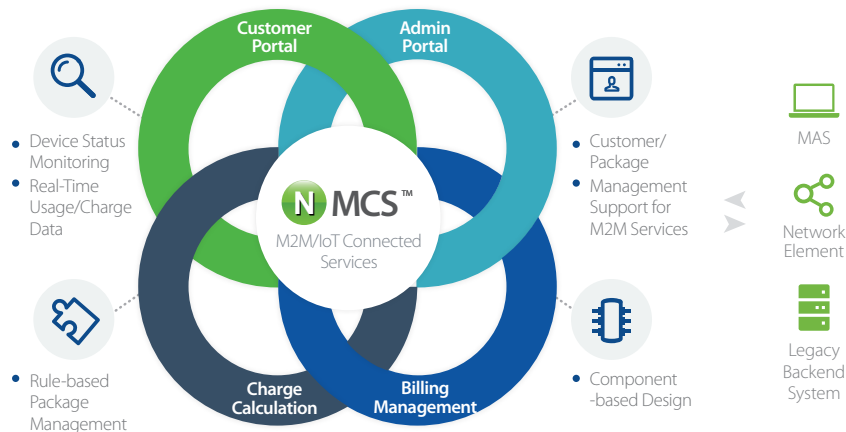 Customer
Portal
Admin
Portal
• Device Status
Monitoring
• Real-Time
Usage/Charge
Data
N MCS™
M2M/IoT Connected
Services
• Customer/
Package
• Management
Support for
M2M Services
MAS
Network
Element
Legacy
Backend
System
• Rule-based
Package
Management
Charge
Calculation
Billing
Management
• Component
-based Design